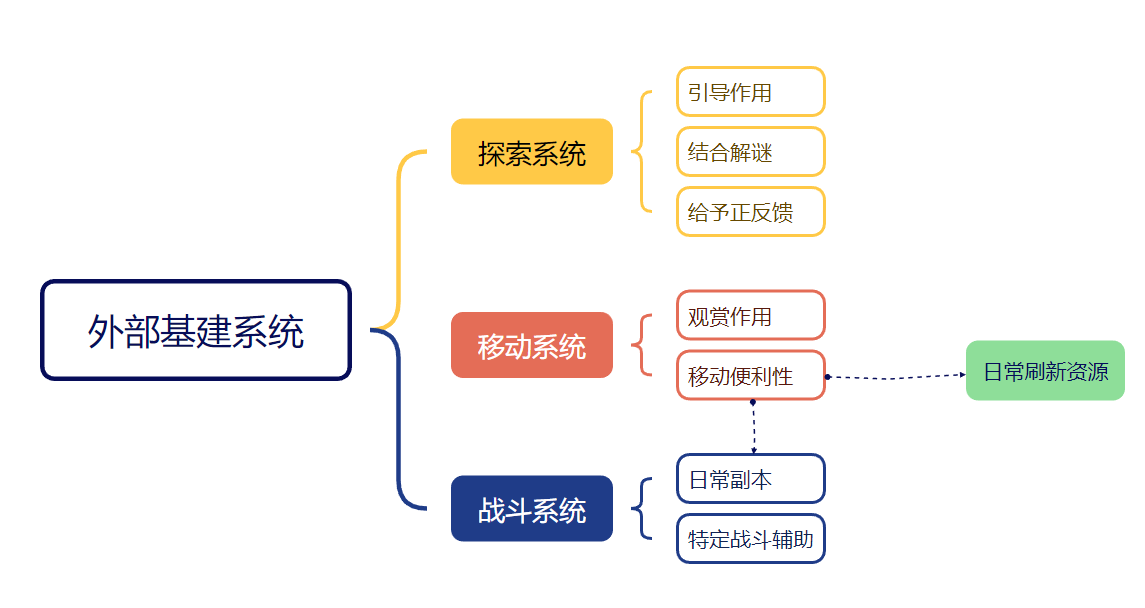 外部基建系统
探索系统
引导作用
结合解谜
给予正反馈
移动系统
观赏作用
移动便利性
日常刷新资源
战斗系统
日常副本
特定战斗辅助